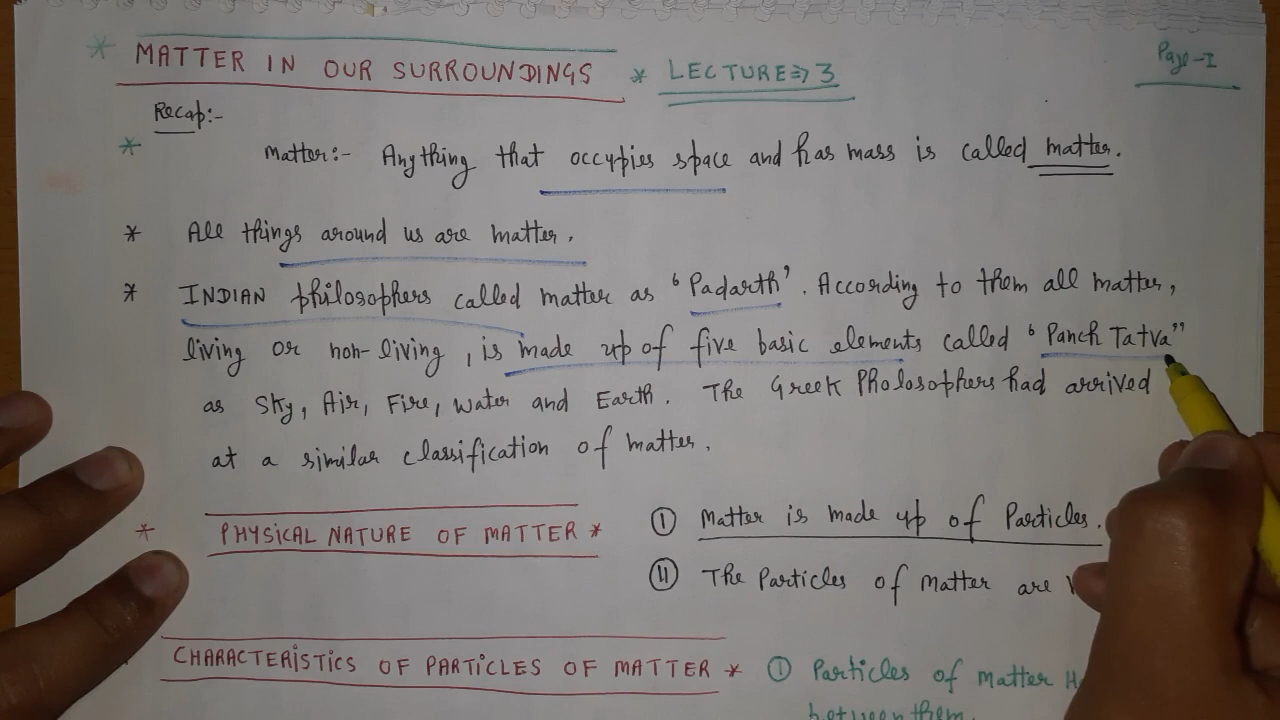 * MATTER IN OUR SURROUNDINGS * LECTURE ⇒ 3
Page-I
Recap:-
* Matter:- Anything that occupies space and has mass is called matter.
* All things around us are matter.
* INDIAN philosophers called matter as 'Padarth'. According to them all matter,
living or non-living, is made up of five basic elements called 'Panch Tatva"
as Sky, Air, Fire, Water and Earth. The Greek Pholosophers had arrived
at a similar classification of matter.
* PHYSICAL NATURE OF MATTER * (I) Matter is made up of Particles.
(II) The Particles of matter are
CHARACTERISTICS OF PARTICLES OF MATTER * (1) Particles of matter
between them.